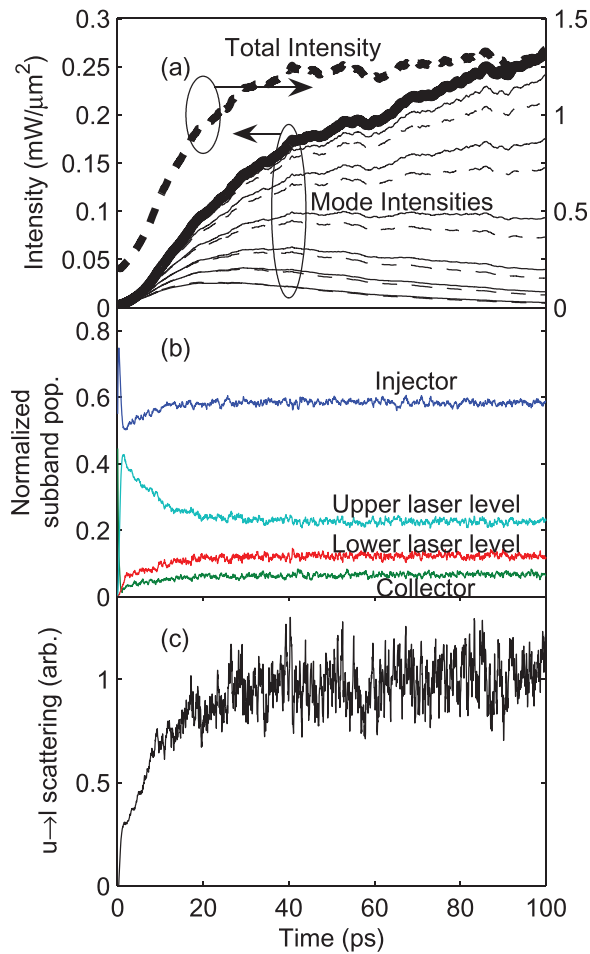 0.3
1.5
Total Intensity
(a)
0.25
0.2
1
0.15
Mode Intensities
0.1
0.5
0.05
0
0
Intensity (mW/μm²)
0.8
(b)
Injector
0.6
0.4
Upper laser level
0.2
Lower laser level
Collector
0
Normalized
subband pop.
(c)
1
0.5
0
u→l scattering (arb.)
0 20 40 60 80 100
Time (ps)